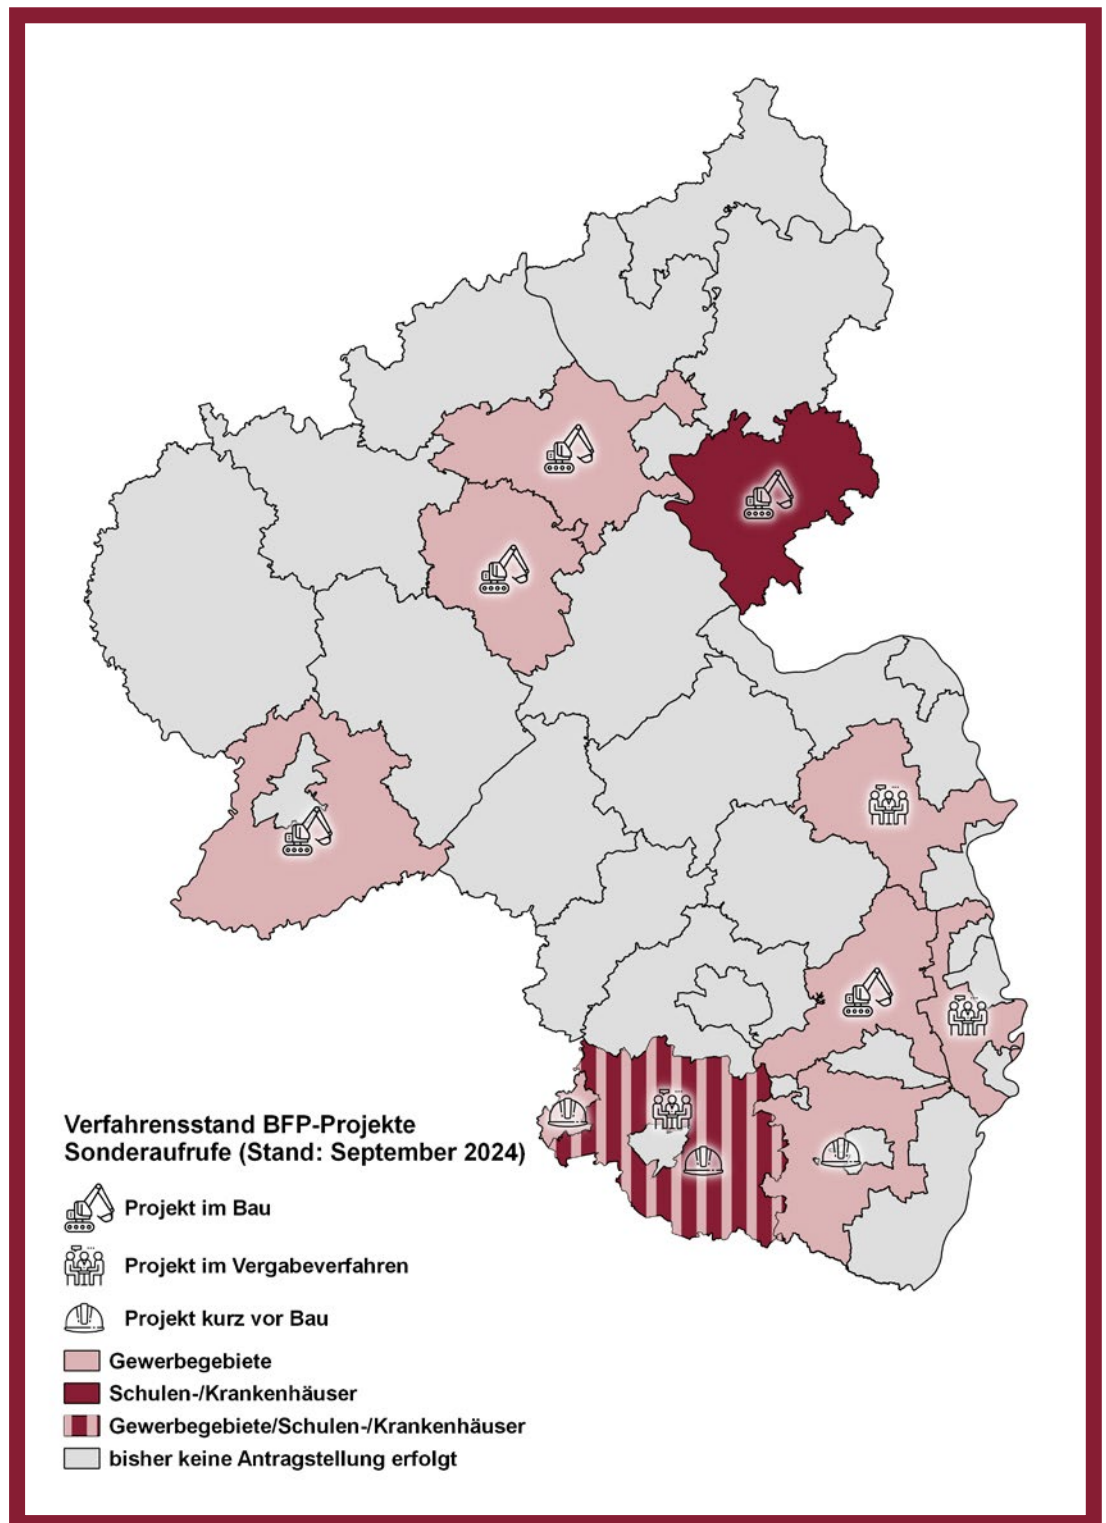 Verfahrensstand BFP-Projekte
Sonderaufrufe (Stand: September 2024)
Projekt im Bau
Projekt im Vergabeverfahren
Projekt kurz vor Bau
Gewerbegebiete
Schulen-/Krankenhäuser
Gewerbegebiete/Schulen-/Krankenhäuser
bisher keine Antragstellung erfolgt